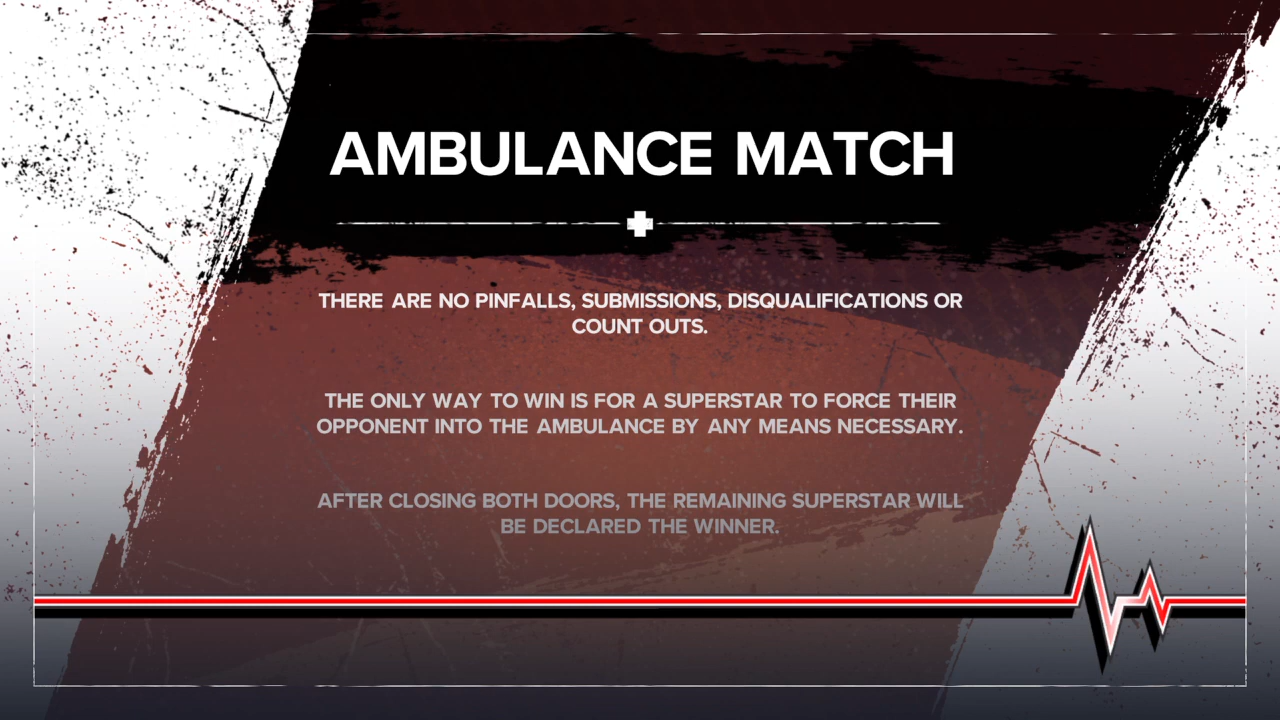 AMBULANCE MATCH
THERE ARE NO PINFALLS, SUBMISSIONS, DISQUALIFICATIONS OR
COUNT OUTS.
THE ONLY WAY TO WIN IS FOR A SUPERSTAR TO FORCE THEIR
OPPONENT INTO THE AMBULANCE BY ANY MEANS NECESSARY.
AFTER CLOSING BOTH DOORS, THE REMAINING SUPERSTAR WILL
BE DECLARED THE WINNER.